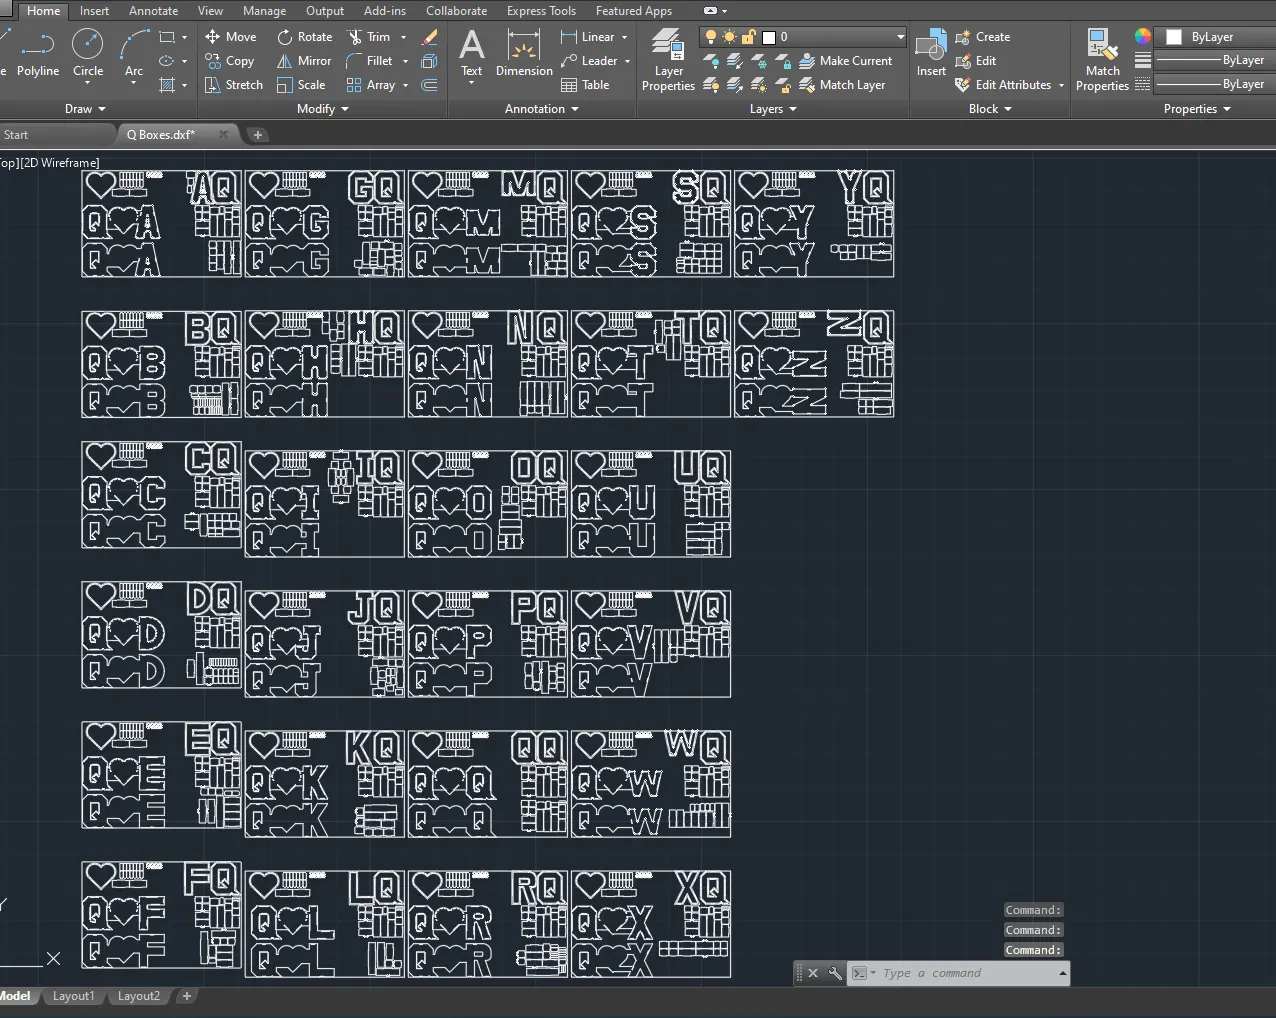 Home Insert Annotate View Manage Output Add-ins Collaborate Express Tools Featured Apps
Move Rotate Trim Linear 0 Create ByLayer
Polyline Circle Arc Copy Mirror Fillet Text Dimension Leader Layer Properties Make Current Insert Edit Match Properties ByLayer
Stretch Scale Array Table Match Layer Edit Attributes ByLayer
Draw Modify Annotation Layers Block Properties
Start Q Boxes.dxf*
][2D Wireframe]
AQ GQ MQ SQ YQ
Q A Q G Q M Q S Q Y
Q A Q G Q M Q S Q Y
BQ HQ NQ TQ ZQ
Q B Q H Q N Q T Q Z
Q B Q H Q N Q T Q Z
CQ IQ OQ UQ
Q C Q I Q O Q U
Q C Q I Q O Q U
DQ JQ PQ VQ
Q D Q J Q P Q V
Q D Q J Q P Q V
EQ KQ QQ WQ
Q E Q K Q Q Q W
Q E Q K Q Q Q W
FQ LQ RQ XQ
Q F Q L Q R Q X
Q F Q L Q R Q X
Command:
Command:
Command:
Type a command
Model Layout1 Layout2